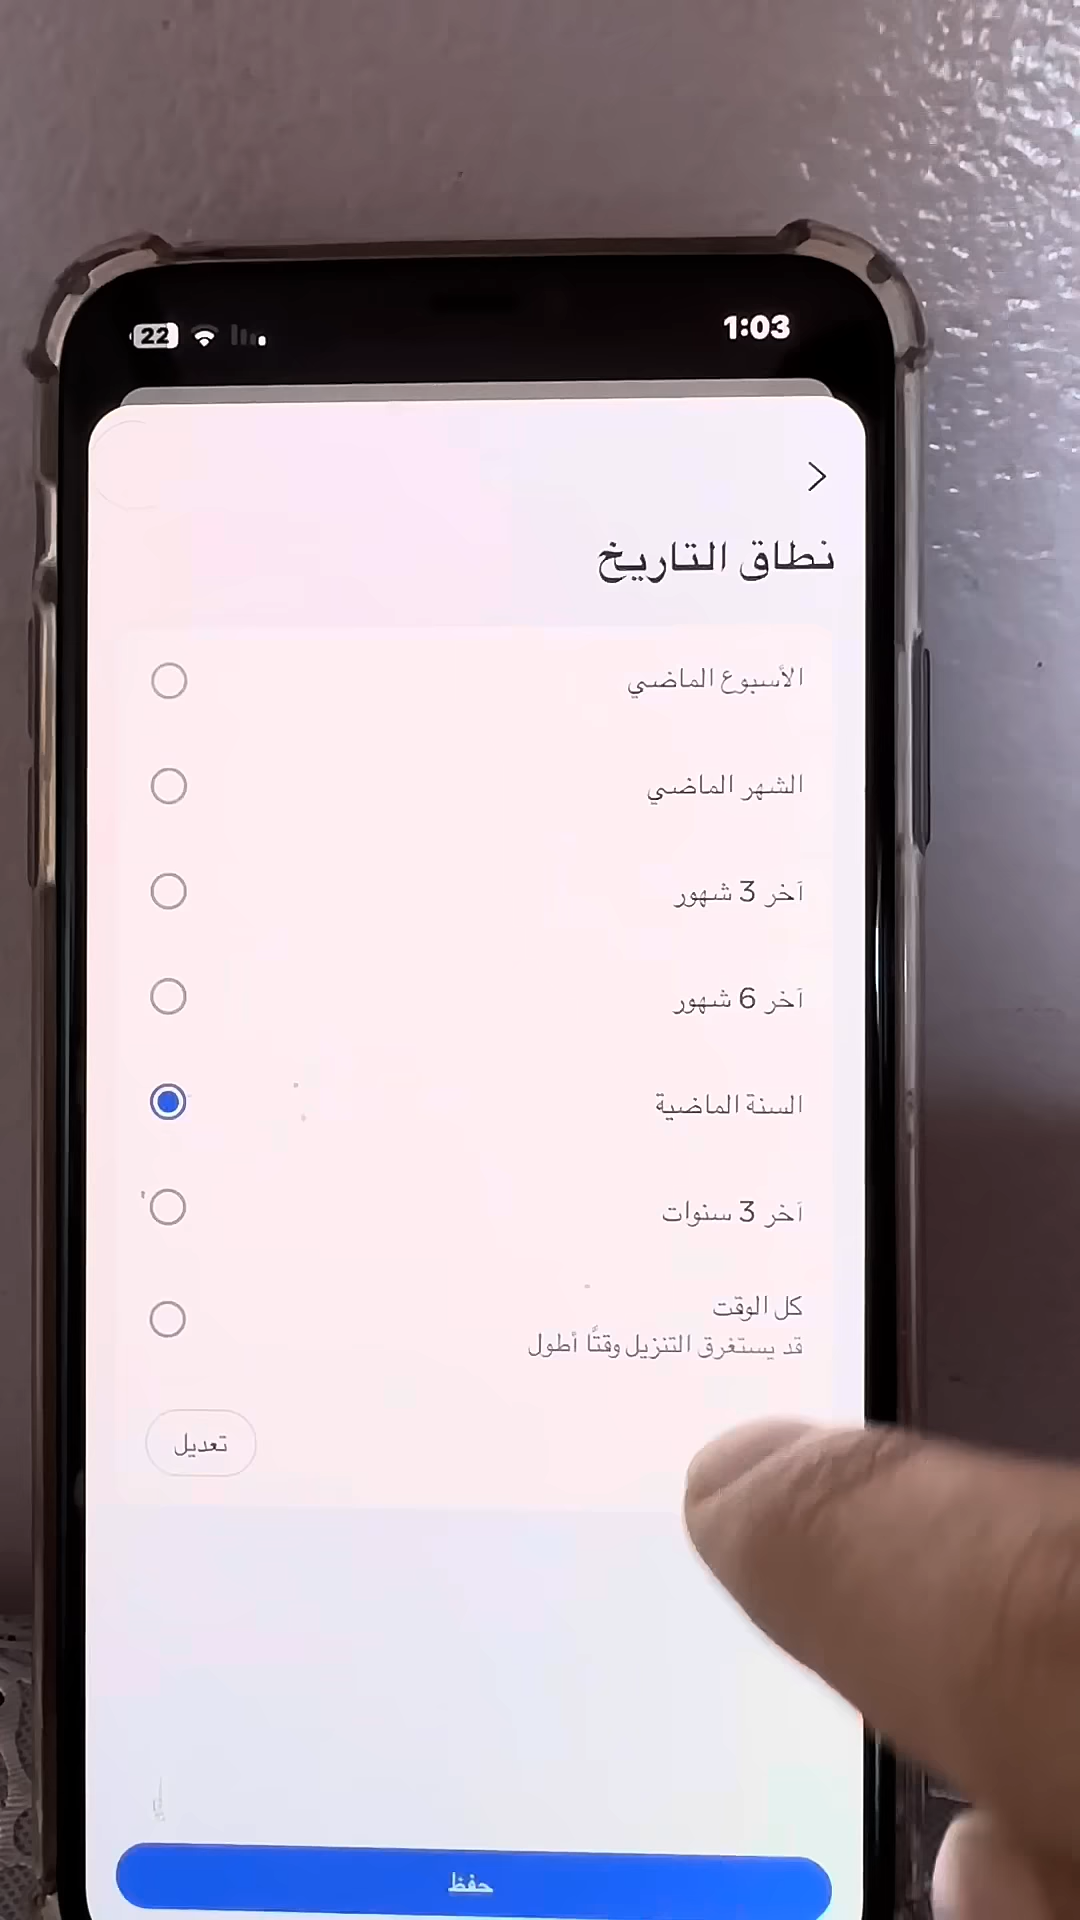 1:03
22
نطاق التاريخ
الأسبوع الماضي
الشهر الماضي
آخر 3 شهور
آخر 6 شهور
السنة الماضية
آخر 3 سنوات
كل الوقت
قد يستغرق التنزيل وقتًا أطول
تعديل
حفظ